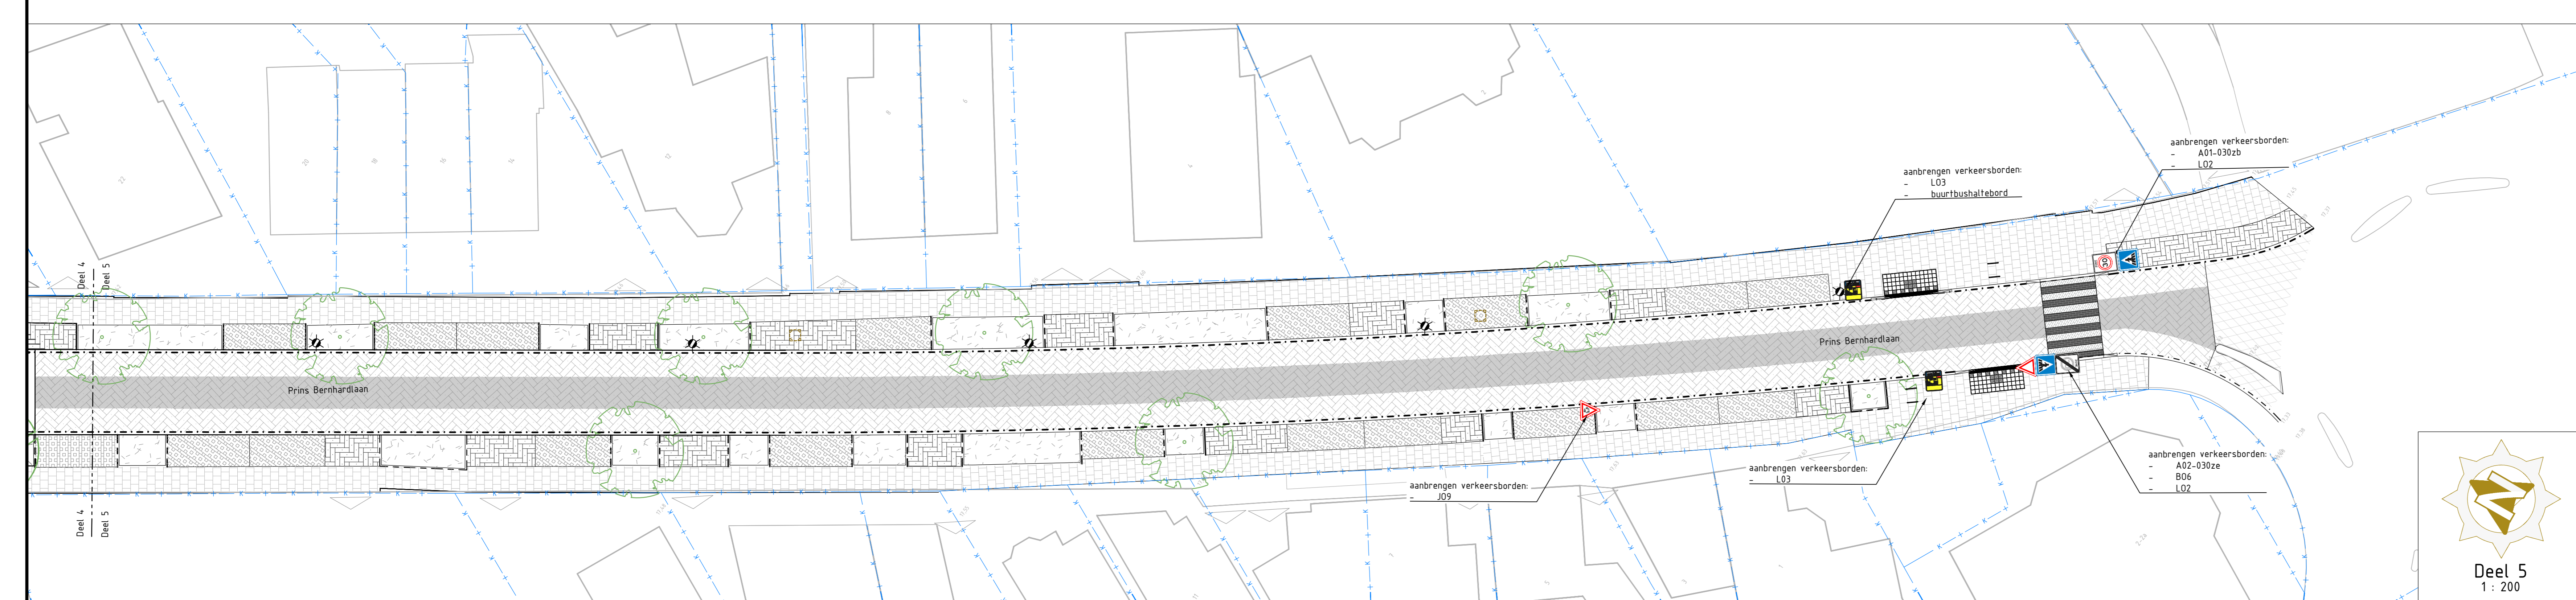 aanbrengen verkeersborden:
- A01-030zb
- L02
aanbrengen verkeersborden:
- L03
- buurtbushaltebord
Deel 4
Deel 5
Prins Bernhardlaan
Prins Bernhardlaan
aanbrengen verkeersborden:
- J09
aanbrengen verkeersborden:
- L03
aanbrengen verkeersborden:
- A02-030ze
- B06
- L02
Deel 4
Deel 5
Deel 5
1 : 200